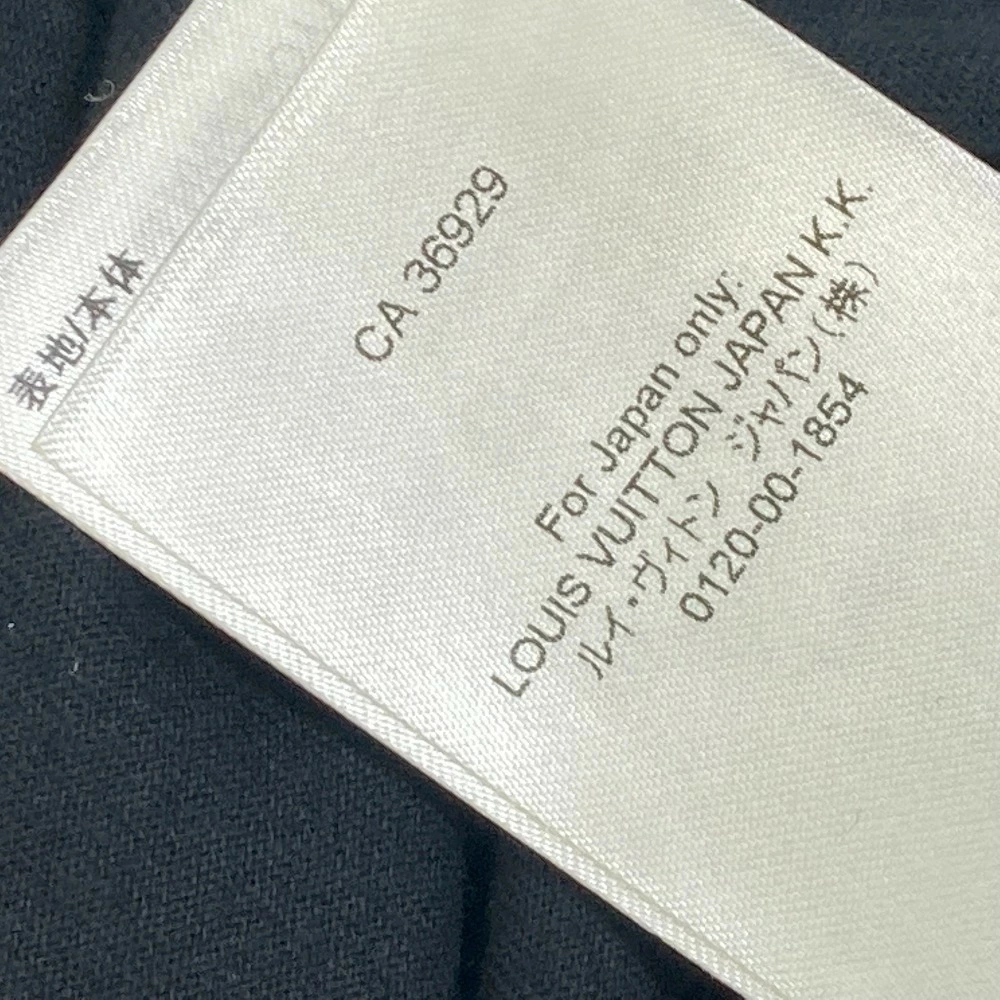 表地/本体
CA 36929
For Japan only:
LOUIS VUITTON JAPAN K.K.
ルイ・ヴィトン ジャパン(株)
0120-00-1854